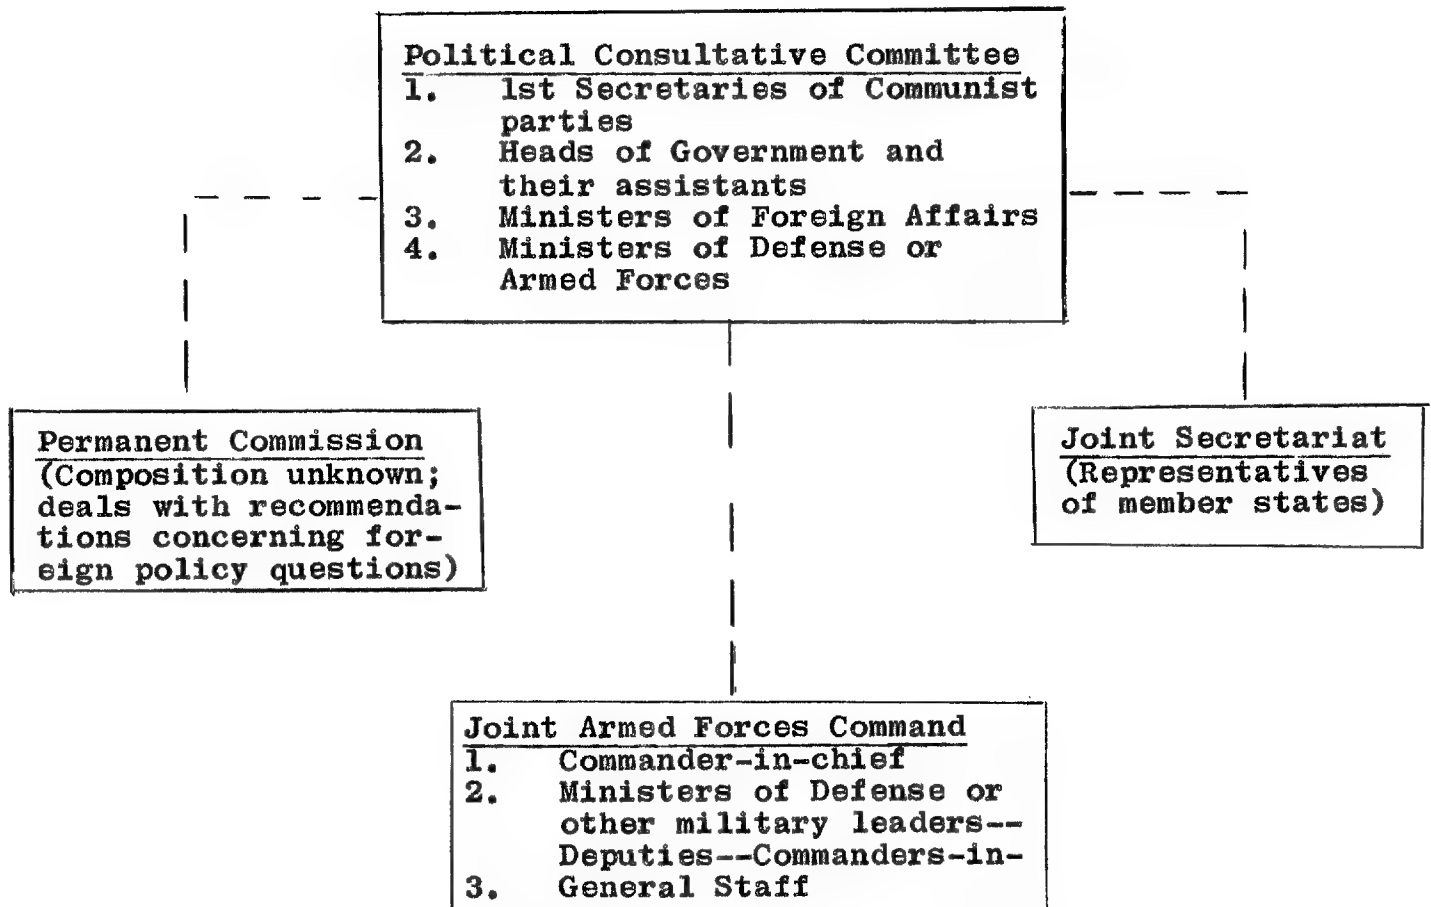 Political Consultative Committee
1. 1st Secretaries of Communist
parties
2. Heads of Government and
their assistants
3. Ministers of Foreign Affairs
4. Ministers of Defense or
Armed Forces
Permanent Commission
(Composition unknown;
deals with recommenda-
tions concerning for-
eign policy questions)
Joint Secretariat
(Representatives
of member states)
Joint Armed Forces Command
1. Commander-in-chief
2. Ministers of Defense or
other military leaders--
Deputies--Commanders-in-
3. General Staff